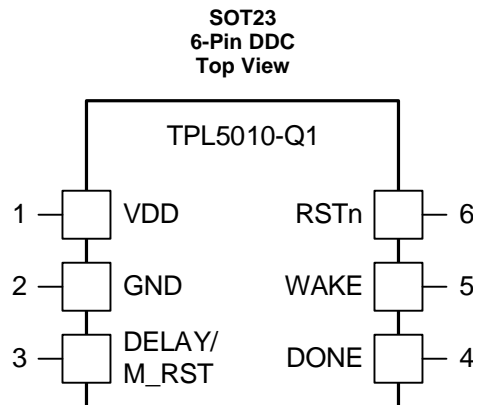 SOT23
6-Pin DDC
Top View
TPL5010-Q1
1 VDD RSTn 6
2 GND WAKE 5
3 DELAY/
M_RST DONE 4